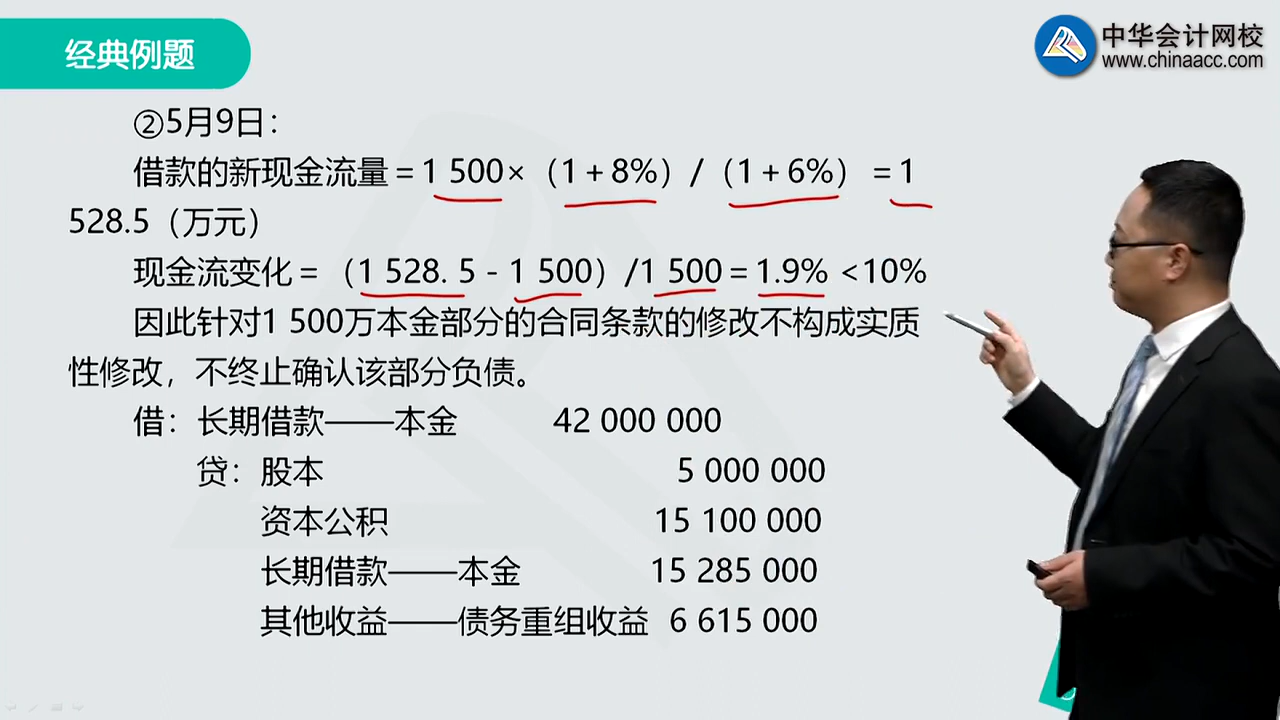 经典例题
中华会计网校
www.chinaacc.com
②5月9日：
借款的新现金流量＝1 500×（1＋8%）/（1＋6%）＝1
528.5（万元）
现金流变化＝（1 528. 5－1 500）/1 500＝1.9% <10%
因此针对1 500万本金部分的合同条款的修改不构成实质
性修改，不终止确认该部分负债。
借：长期借款——本金 42 000 000
贷：股本 5 000 000
资本公积 15 100 000
长期借款——本金 15 285 000
其他收益——债务重组收益 6 615 000